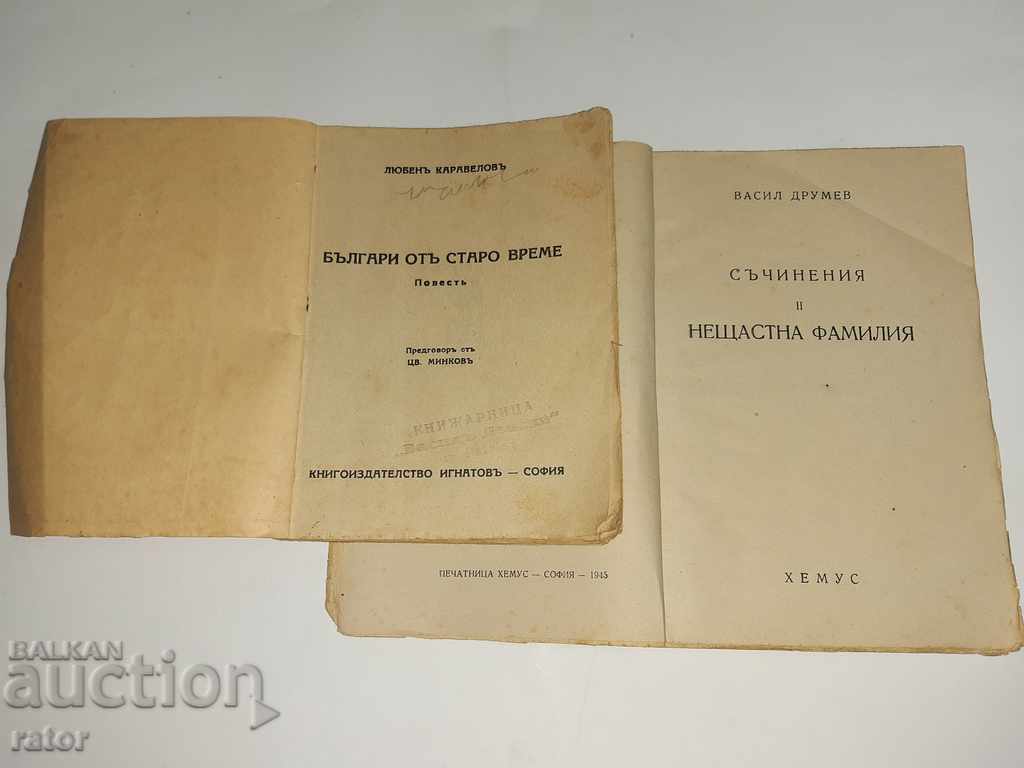 ЛЮБЕНЪ КАРАВЕЛОВЪ
БЪЛГАРИ ОТЪ СТАРО ВРЕМЕ
Повесть
Предговоръ отъ
ЦВ. МИНКОВЪ
КНИЖАРНИЦА
КНИГОИЗДАТЕЛСТВО ИГНАТОВЪ — СОФИЯ
ПЕЧАТНИЦА ХЕМУС — СОФИЯ — 1945
ВАСИЛ ДРУМЕВ
СЪЧИНЕНИЯ
II
НЕЩАСТНА ФАМИЛИЯ
ХЕМУС
BALKAN
auction
rator